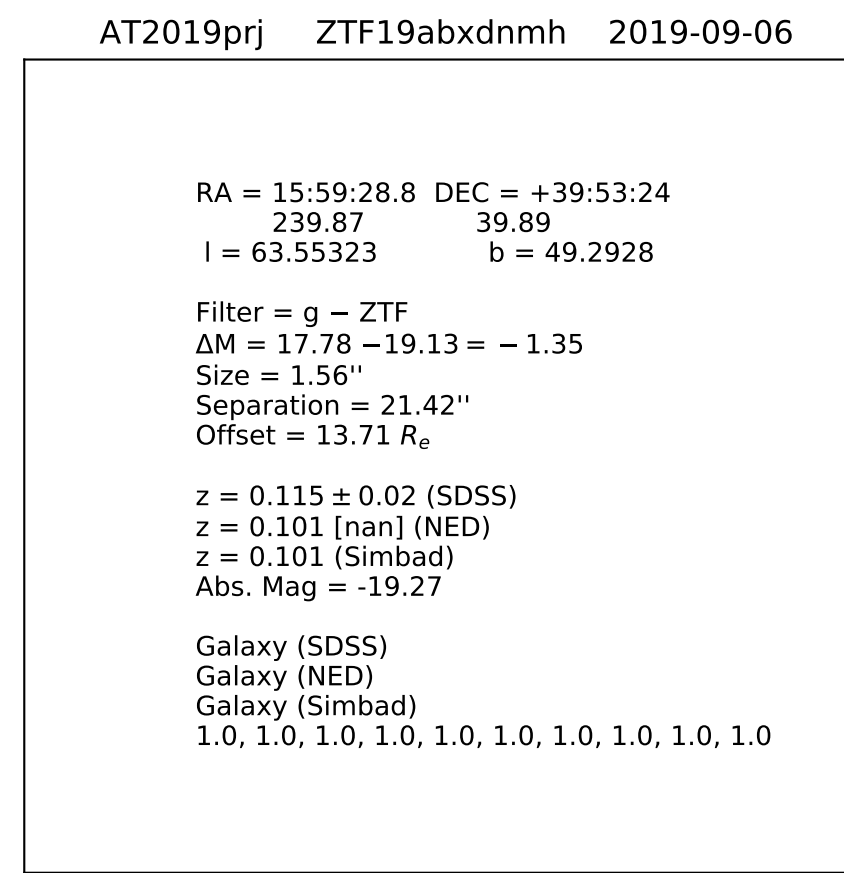 AT2019prj ZTF19abxdnmh 2019-09-06
RA = 15:59:28.8 DEC = +39:53:24
239.87 39.89
l = 63.55323 b = 49.2928
Filter = g − ZTF
ΔM = 17.78 −19.13 = − 1.35
Size = 1.56''
Separation = 21.42''
Offset = 13.71 Re
z = 0.115 ± 0.02 (SDSS)
z = 0.101 [nan] (NED)
z = 0.101 (Simbad)
Abs. Mag = -19.27
Galaxy (SDSS)
Galaxy (NED)
Galaxy (Simbad)
1.0, 1.0, 1.0, 1.0, 1.0, 1.0, 1.0, 1.0, 1.0, 1.0